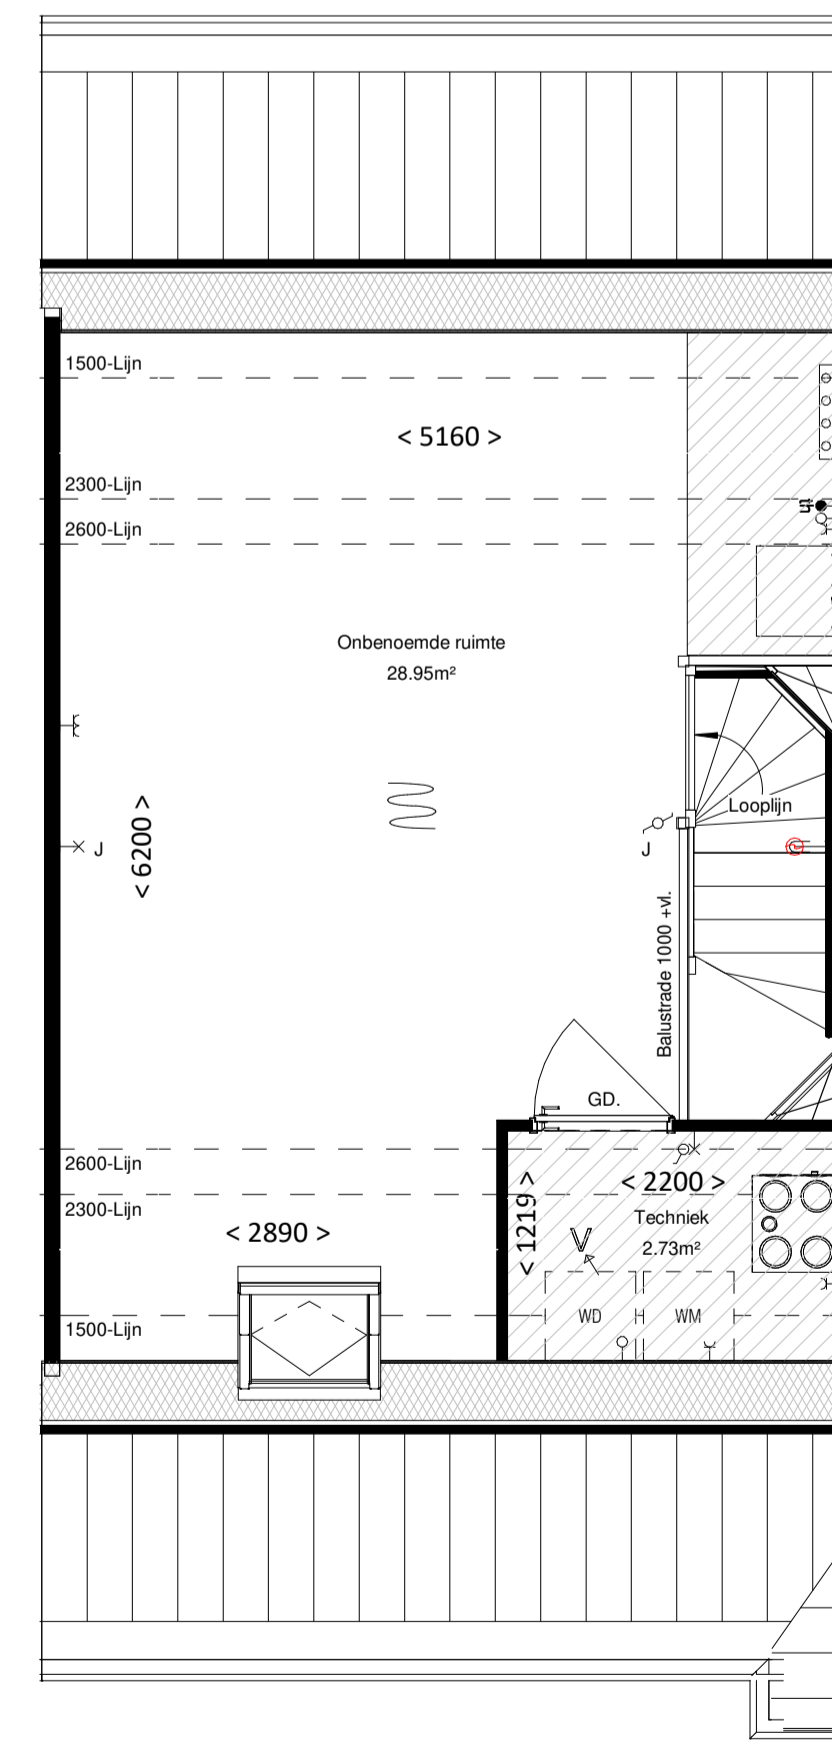 1500-Lijn
< 5160 >
2300-Lijn
2600-Lijn
Onbenoemde ruimte
28.95m²
Looplijn
< 6200 >
J
J
Balustrade 1000 +vl.
GD.
2600-Lijn
2300-Lijn
< 2890 >
< 1219 >
< 2200 >
Techniek
2.73m²
V
WD
WM
1500-Lijn